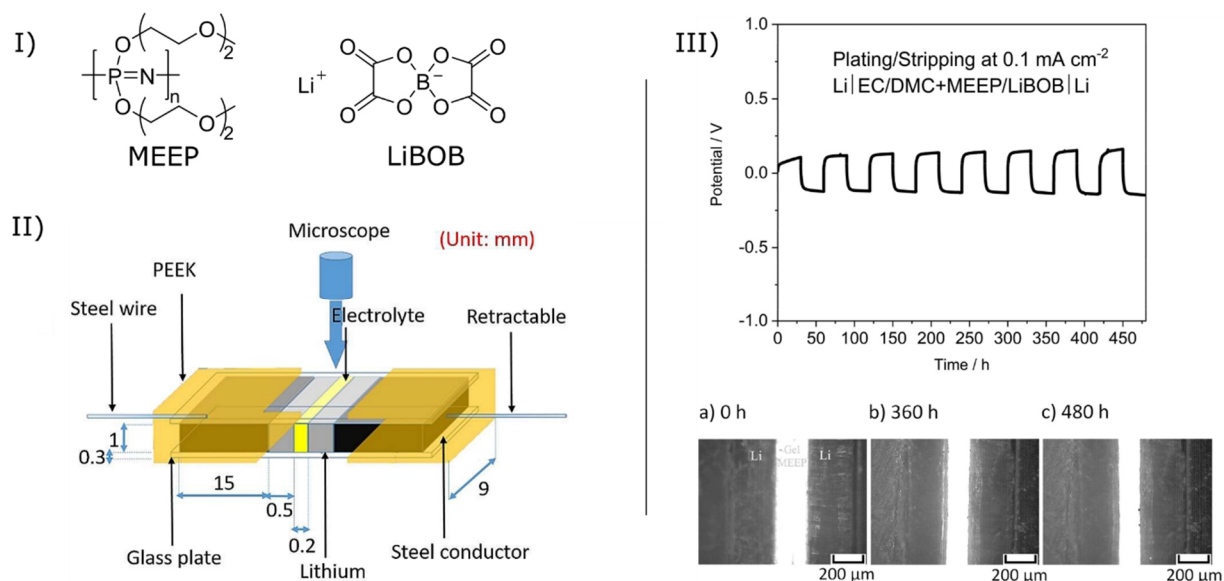 I)
O
O
2
P=N
n
O
O
2
MEEP
Li⁺
O
O
O
O
B⁻
O
O
O
O
LiBOB
II)
Microscope
(Unit: mm)
PEEK
Steel wire
Electrolyte
Retractable
1
0.3
15
0.5
0.2
9
Glass plate
Lithium
Steel conductor
III)
Plating/Stripping at 0.1 mA cm⁻²
Li|EC/DMC+MEEP/LiBOB|Li
Potential / V
1.0
0.5
0.0
-0.5
-1.0
0 50 100 150 200 250 300 350 400 450
Time / h
a) 0 h
b) 360 h
c) 480 h
Li
Gel
MEEP
Li
200 μm
200 μm
200 μm